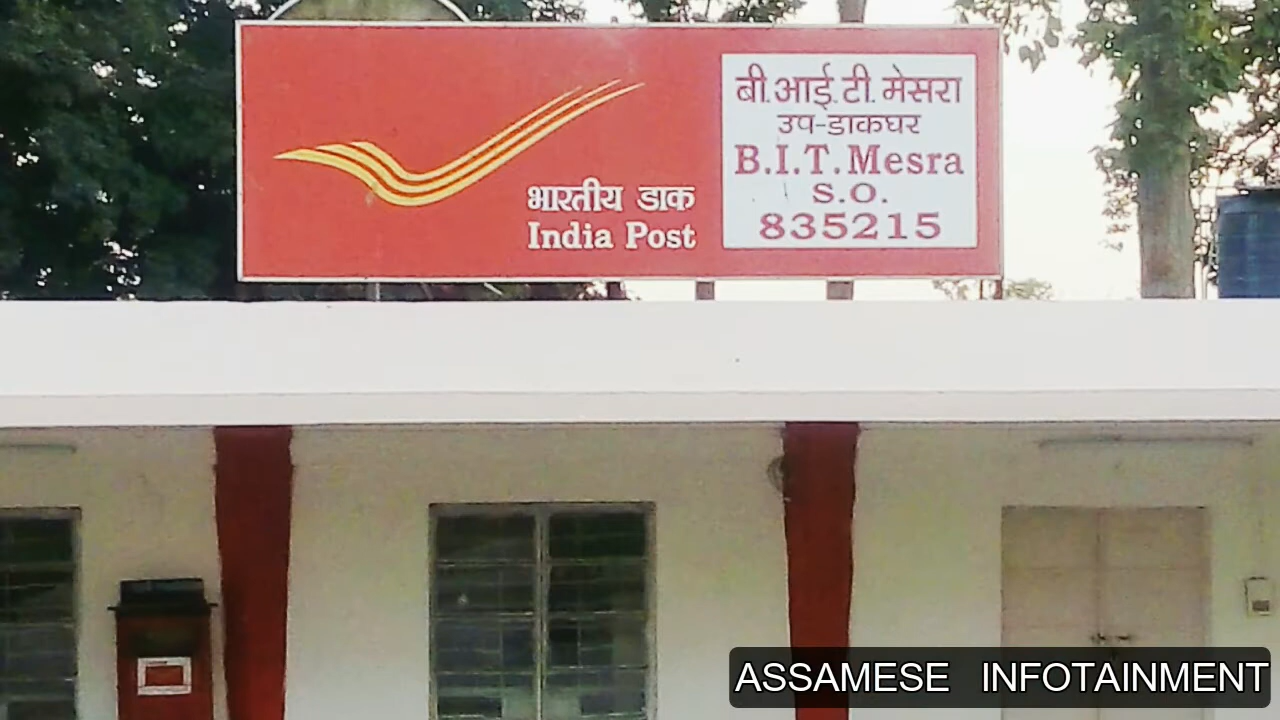 भारतीय डाक
India Post
बी.आई.टी. मेसरा
उप-डाकघर
B.I.T. Mesra
S.O.
835215
ASSAMESE INFOTAINMENT